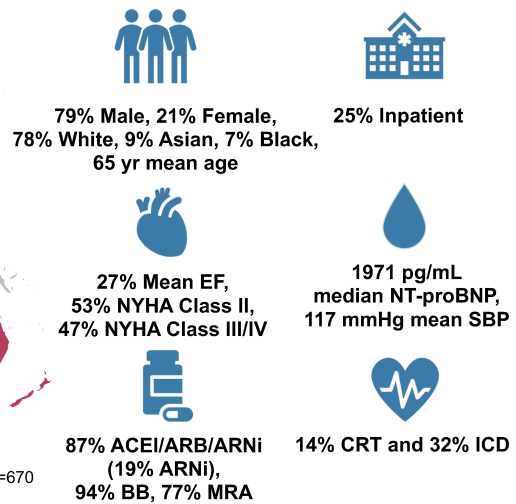 79% Male, 21% Female,
78% White, 9% Asian, 7% Black,
65 yr mean age
25% Inpatient
27% Mean EF,
53% NYHA Class II,
47% NYHA Class III/IV
1971 pg/mL
median NT-proBNP,
117 mmHg mean SBP
87% ACEI/ARB/ARNi
(19% ARNi),
94% BB, 77% MRA
14% CRT and 32% ICD
=670